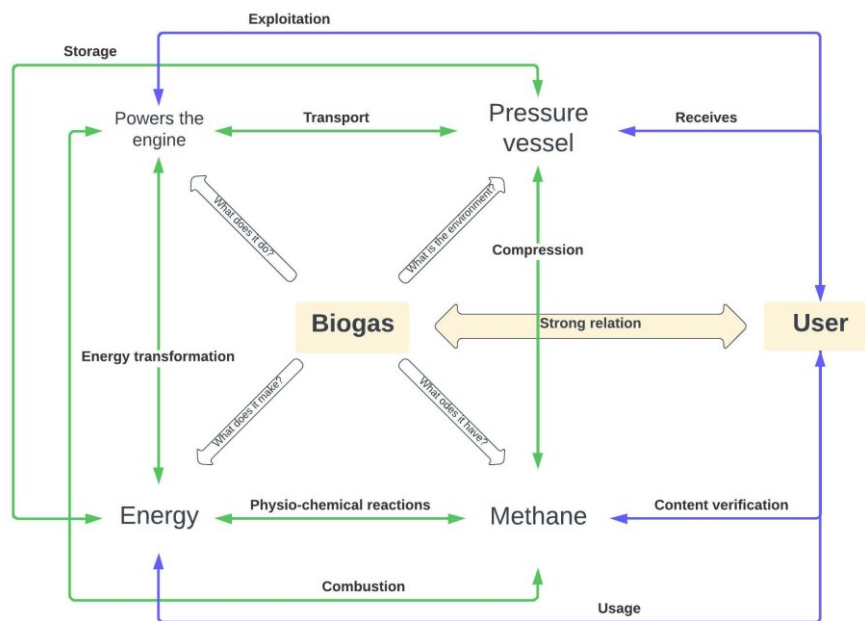 Exploitation
Storage
Powers the
engine
Transport
Pressure
vessel
Receives
What does it do?
What is the environment?
Compression
Biogas
Strong relation
User
Energy transformation
What does it make?
What odes it have?
Energy
Physio-chemical reactions
Methane
Content verification
Combustion
Usage